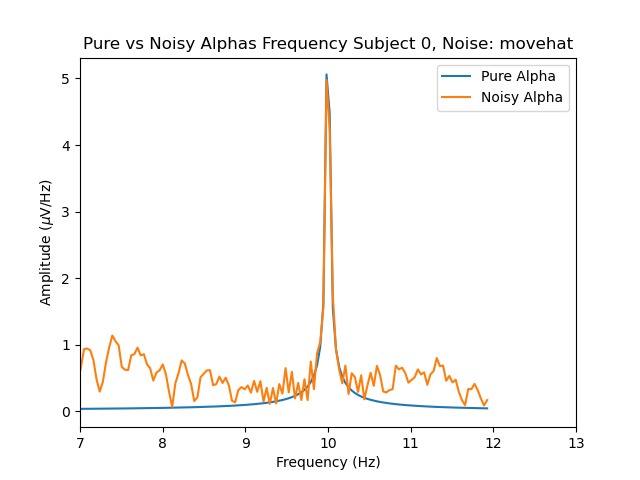 Pure vs Noisy Alphas Frequency Subject 0, Noise: movehat
Pure Alpha
Noisy Alpha
Amplitude (μV/Hz)
5
4
3
2
1
0
7 8 9 10 11 12 13
Frequency (Hz)